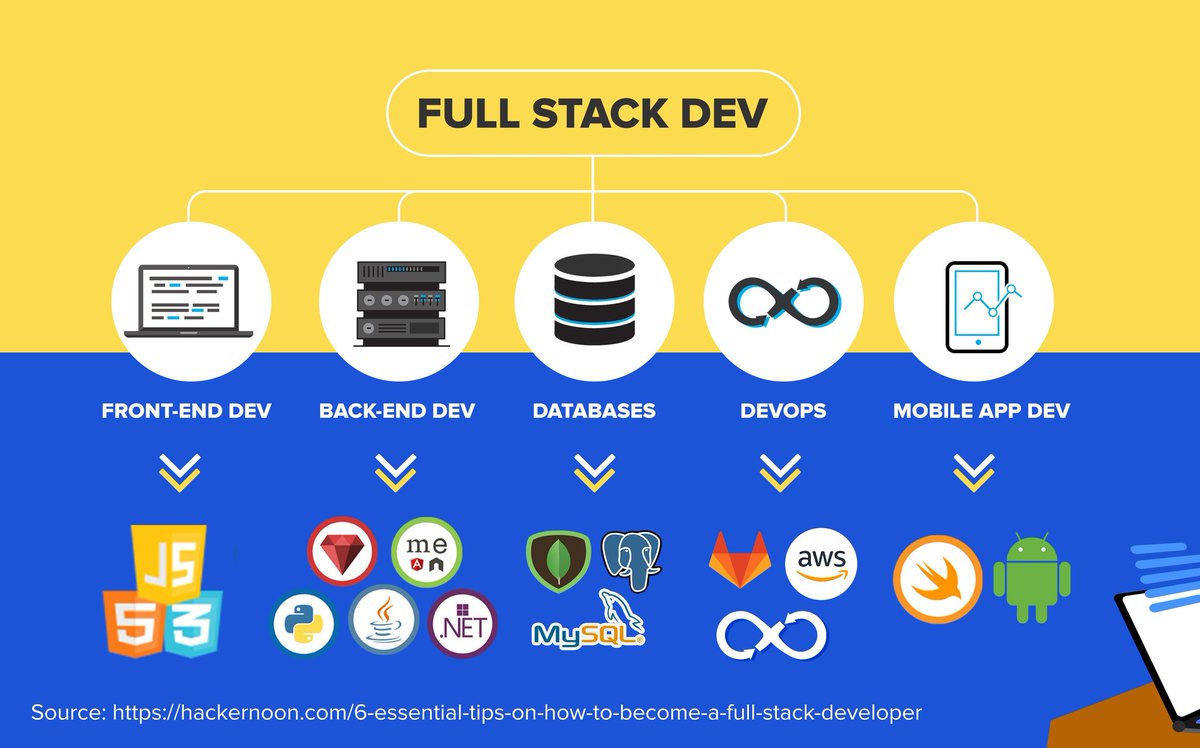 FULL STACK DEV
FRONT-END DEV
BACK-END DEV
DATABASES
DEVOPS
MOBILE APP DEV
JS
5
3
me
A n
.NET
MySQL
aws
Source: https://hackernoon.com/6-essential-tips-on-how-to-become-a-full-stack-developer